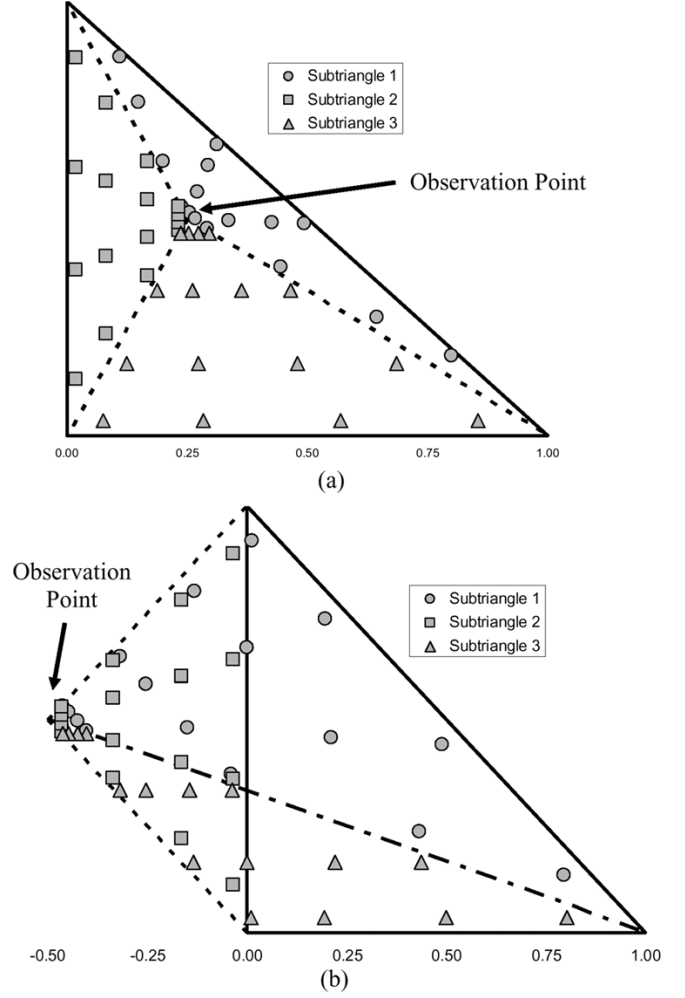 Subtriangle 1
Subtriangle 2
Subtriangle 3
Observation Point
0.00 0.25 0.50 0.75 1.00
(a)
Observation
Point
Subtriangle 1
Subtriangle 2
Subtriangle 3
-0.50 -0.25 0.00 0.25 0.50 0.75 1.00
(b)